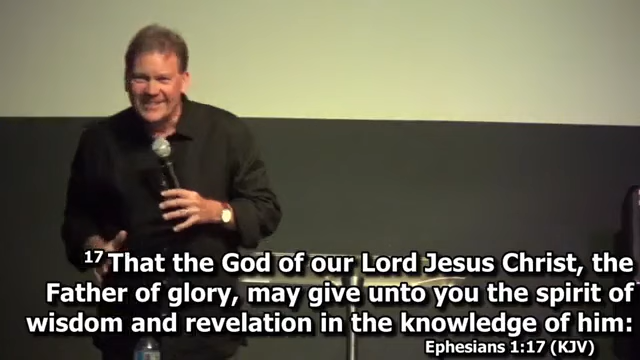 17 That the God of our Lord Jesus Christ, the
Father of glory, may give unto you the spirit of
wisdom and revelation in the knowledge of him:
Ephesians 1:17 (KJV)